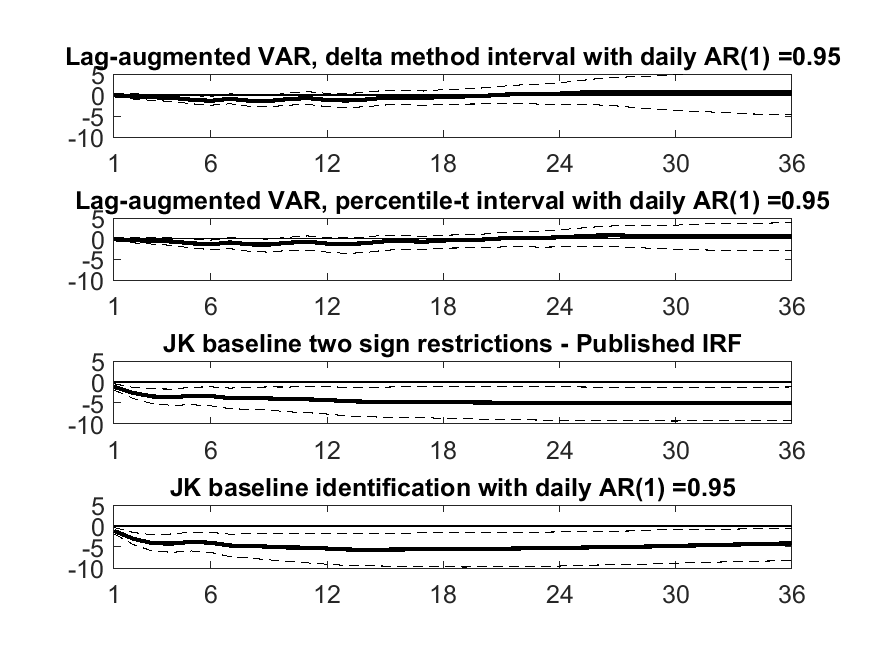 Lag-augmented VAR, delta method interval with daily AR(1) =0.95
5
0
-5
-10
1 6 12 18 24 30 36
Lag-augmented VAR, percentile-t interval with daily AR(1) =0.95
5
0
-5
-10
1 6 12 18 24 30 36
JK baseline two sign restrictions - Published IRF
5
0
-5
-10
1 6 12 18 24 30 36
JK baseline identification with daily AR(1) =0.95
5
0
-5
-10
1 6 12 18 24 30 36